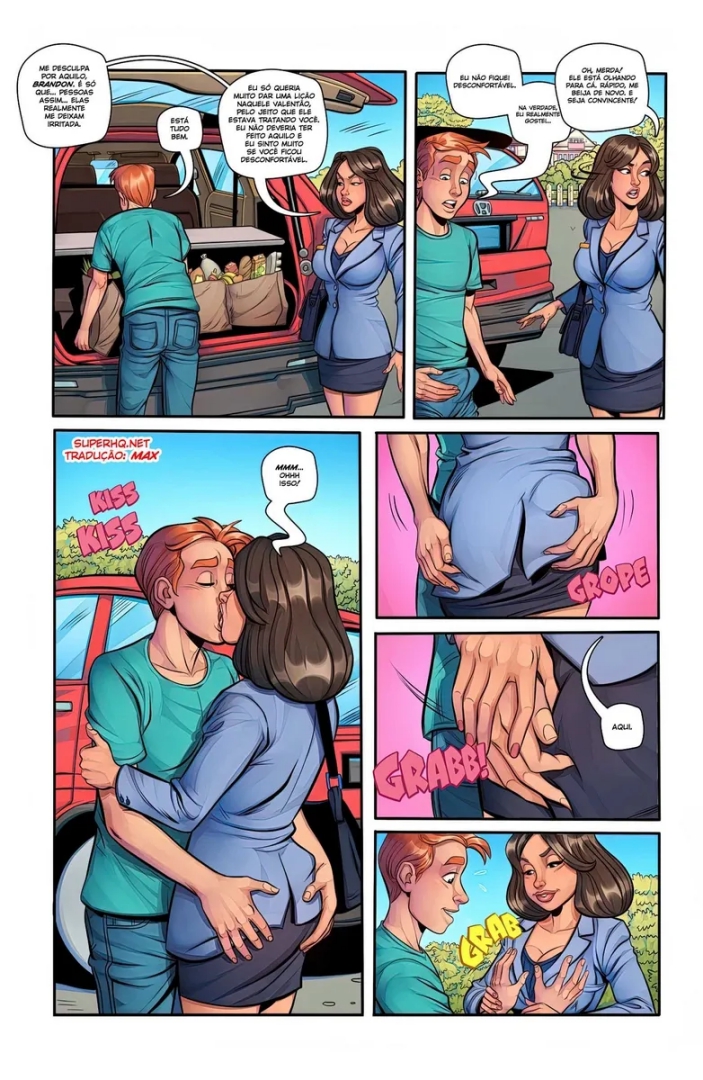 ME DESCULPA
POR AQUILO,
BRANDON. É SÓ
QUE... PESSOAS
ASSIM... ELAS
REALMENTE
ME DEIXAM
IRRITADA.
ESTÁ
TUDO
BEM.
EU SÓ QUERIA
MUITO DAR UMA LIÇÃO
NAQUELE VALENTÃO,
PELO JEITO QUE ELE
ESTAVA TRATANDO VOCÊ.
EU NÃO DEVERIA TER
FEITO AQUILO E
EU SINTO MUITO
SE VOCÊ FICOU
DESCONFORTÁVEL.
EU NÃO FIQUEI
DESCONFORTÁVEL.
NA VERDADE,
EU REALMENTE
GOSTEI...
OH, MERDA!
ELE ESTÁ OLHANDO
PARA CÁ. RÁPIDO, ME
BEIJA DE NOVO. E
SEJA CONVINCENTE!
SUPERHQ.NET
TRADUÇÃO: MAX
KISS
KISS
MMM...
OHHH
ISSO!
GROPE
AQUI.
GRABB!
GRAB